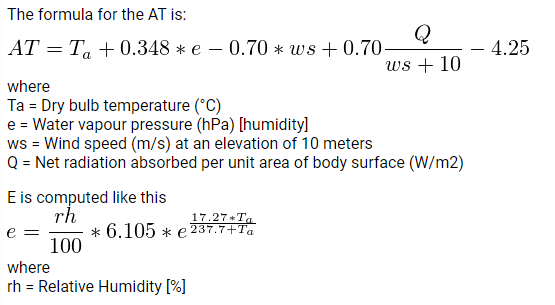 The formula for the AT is:
AT = Tₐ + 0.348 * e − 0.70 * ws + 0.70 Q/(ws + 10) − 4.25
where
Ta = Dry bulb temperature (°C)
e = Water vapour pressure (hPa) [humidity]
ws = Wind speed (m/s) at an elevation of 10 meters
Q = Net radiation absorbed per unit area of body surface (W/m2)
E is computed like this
e = rh/100 * 6.105 * e^(17.27*Tₐ/(237.7+Tₐ))
where
rh = Relative Humidity [%]